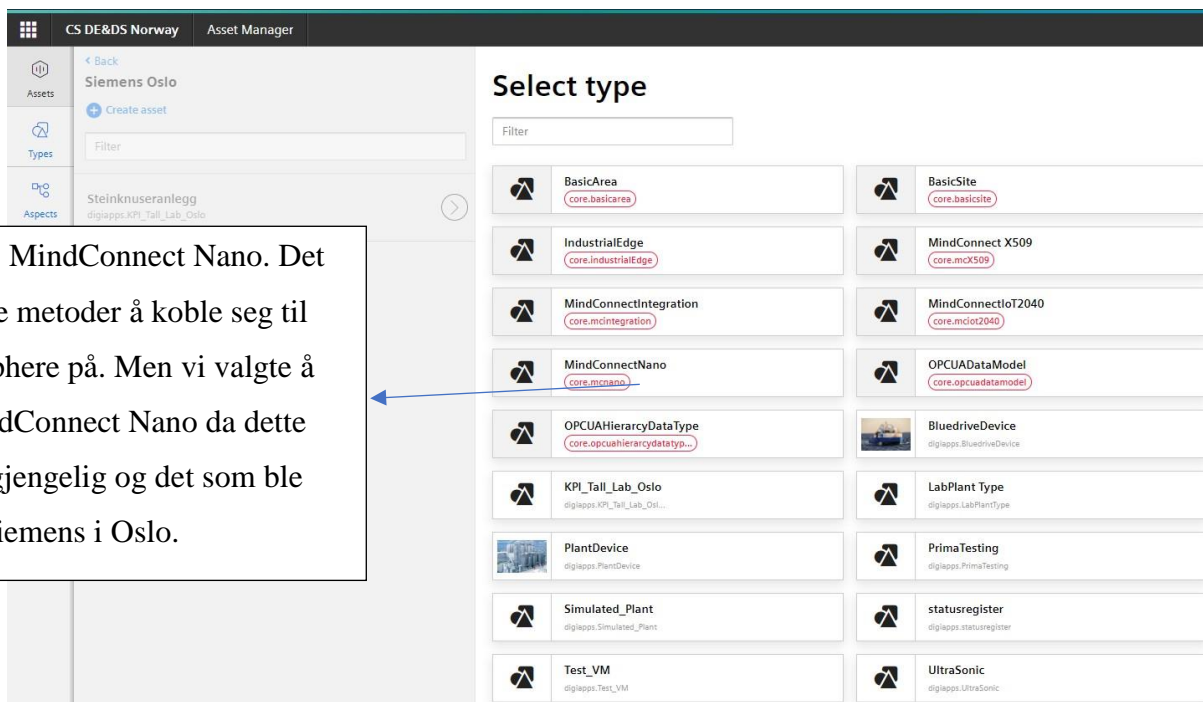 CS DE&DS Norway Asset Manager
Assets
Types
Aspects
Back
Siemens Oslo
Create asset
Filter
Steinknuseranlegg
digiapps.KPI_Tall_Lab_Oslo
MindConnect Nano. Det
metoder å koble seg til
på. Men vi valgte å
Connect Nano da dette
og det som ble
i Oslo.
Select type
Filter
BasicArea
core.basicarea
BasicSite
core.basicsite
IndustrialEdge
core.industrialEdge
MindConnect X509
core.mcX509
MindConnectIntegration
core.mcintegration
MindConnectIoT2040
core.mciot2040
MindConnectNano
core.mcnano
OPCUADataModel
core.opcuadatamodel
OPCUAHierarcyDataType
core.opcuahierarcydatatyp...
BluedriveDevice
digiapps.BluedriveDevice
KPI_Tall_Lab_Oslo
digiapps.KPI_Tall_Lab_Osl...
LabPlant Type
digiapps.LabPlantType
PlantDevice
digiapps.PlantDevice
PrimaTesting
digiapps.PrimaTesting
Simulated_Plant
digiapps.Simulated_Plant
statusregister
digiapps.statusregister
Test_VM
digiapps.Test_VM
UltraSonic
digiapps.UltraSonic